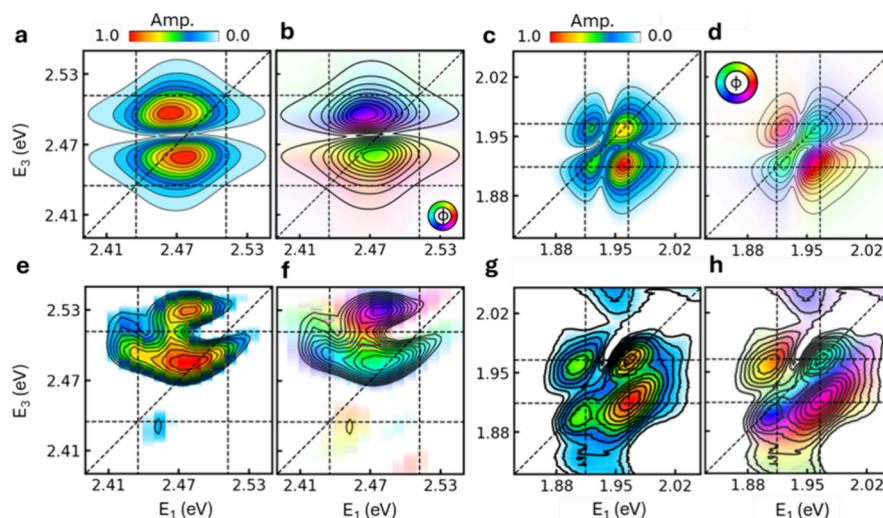 Amp.
Amp.
a 1.0 0.0 b c 1.0 0.0 d
2.53
2.47
2.41
E3 (eV)
ϕ
2.41 2.47 2.53 2.41 2.47 2.53
2.02
1.95
1.88
ϕ
1.88 1.95 2.02 1.88 1.95 2.02
e f g h
2.53
2.47
2.41
E3 (eV)
2.41 2.47 2.53 2.41 2.47 2.53
E1 (eV) E1 (eV)
2.02
1.95
1.88
1.88 1.95 2.02 1.88 1.95 2.02
E1 (eV) E1 (eV)